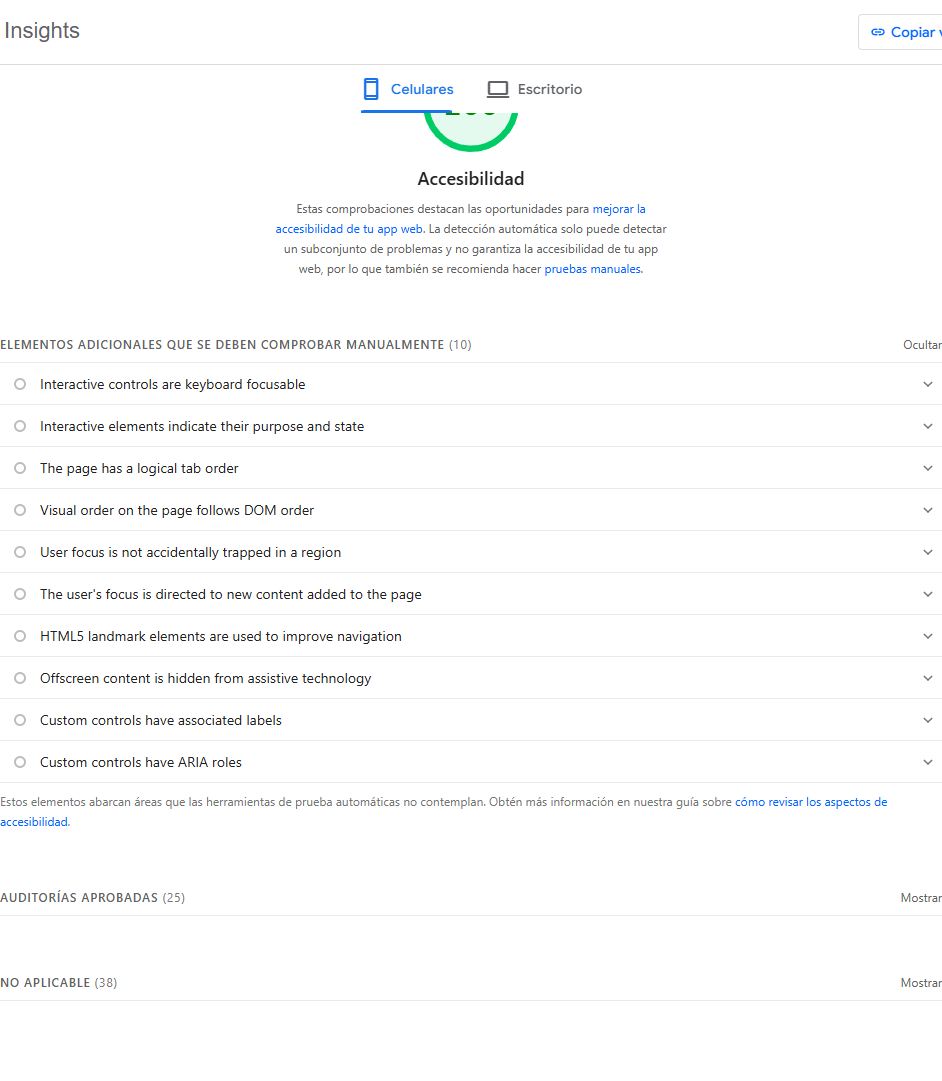 Insights
Copiar
Celulares
Escritorio
Accesibilidad
Estas comprobaciones destacan las oportunidades para mejorar la
accesibilidad de tu app web. La detección automática solo puede detectar
un subconjunto de problemas y no garantiza la accesibilidad de tu app
web, por lo que también se recomienda hacer pruebas manuales.
ELEMENTOS ADICIONALES QUE SE DEBEN COMPROBAR MANUALMENTE (10)
Ocultar
Interactive controls are keyboard focusable
Interactive elements indicate their purpose and state
The page has a logical tab order
Visual order on the page follows DOM order
User focus is not accidentally trapped in a region
The user's focus is directed to new content added to the page
HTML5 landmark elements are used to improve navigation
Offscreen content is hidden from assistive technology
Custom controls have associated labels
Custom controls have ARIA roles
Estos elementos abarcan áreas que las herramientas de prueba automáticas no contemplan. Obtén más información en nuestra guía sobre cómo revisar los aspectos de
accesibilidad.
AUDITORÍAS APROBADAS (25)
Mostrar
NO APLICABLE (38)
Mostrar